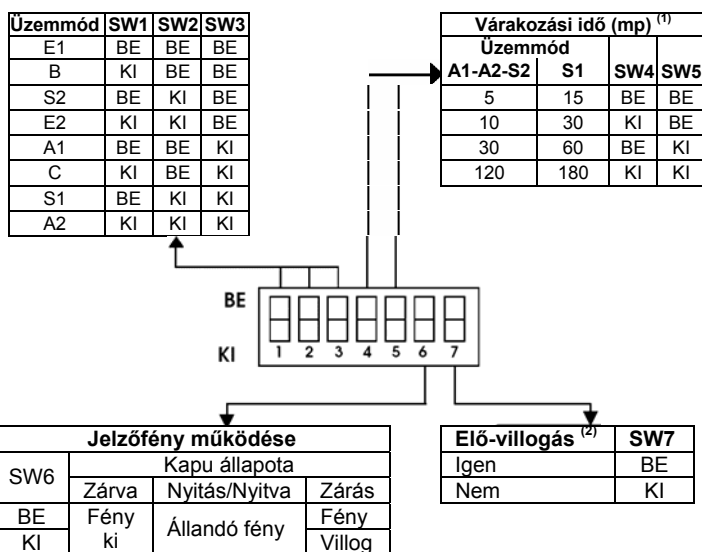 Üzemmód SW1 SW2 SW3
E1 BE BE BE
B KI BE BE
S2 BE KI BE
E2 KI KI BE
A1 BE BE KI
C KI BE KI
S1 BE KI KI
A2 KI KI KI
Várakozási idő (mp) (1)
Üzemmód
A1-A2-S2 S1 SW4 SW5
5 15 BE BE
10 30 KI BE
30 60 BE KI
120 180 KI KI
BE
KI
1 2 3 4 5 6 7
Jelzőfény működése
SW6 Kapu állapota
Zárva Nyitás/Nyitva Zárás
BE Fény ki Állandó fény Fény
KI Villog
Elő-villogás (2) SW7
Igen BE
Nem KI